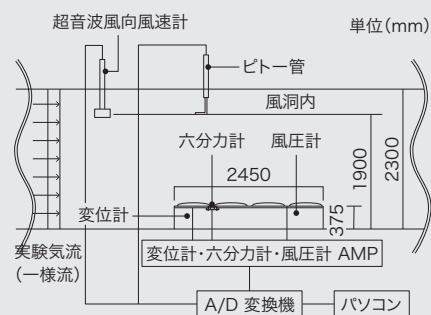 超音波風向風速計
単位(mm)
ピトー管
風洞内
六分力計
風圧計
2450
1900
2300
375
変位計
実験気流
(一様流)
変位計・六分力計・風圧計 AMP
A/D 変換機
パソコン